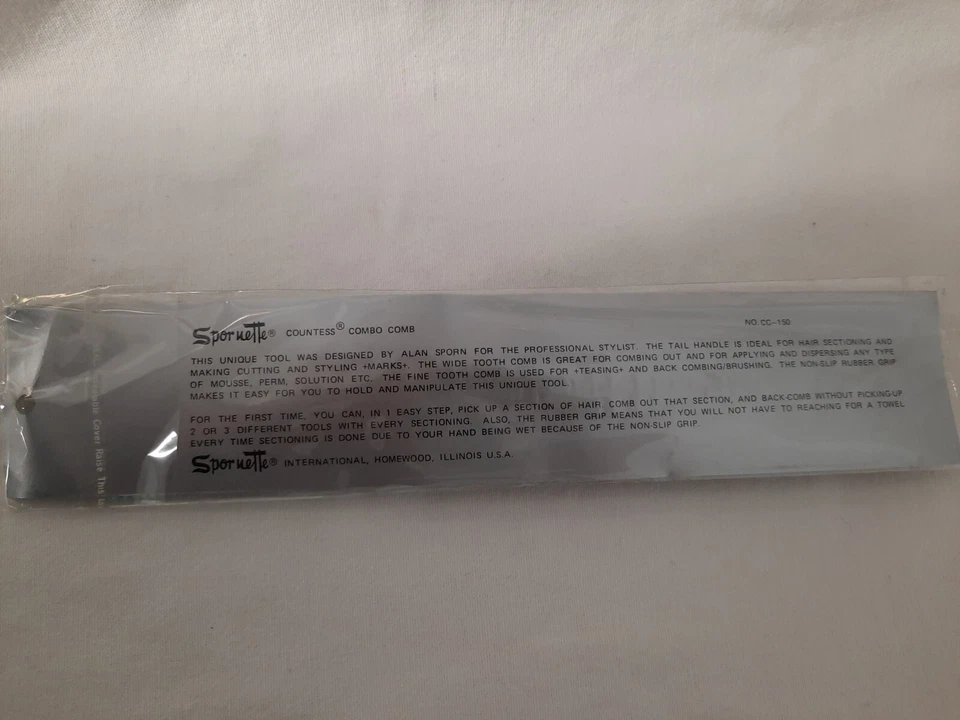 Spornette® COUNTESS® COMBO COMB NO. CC-150
THIS UNIQUE TOOL WAS DESIGNED BY ALAN SPORN FOR THE PROFESSIONAL STYLIST. THE TAIL HANDLE IS IDEAL FOR HAIR SECTIONING AND
MAKING CUTTING AND STYLING +MARKS+. THE WIDE TOOTH COMB IS GREAT FOR COMBING OUT AND FOR APPLYING AND DISPERSING ANY TYPE
OF MOUSSE, PERM, SOLUTION ETC. THE FINE TOOTH COMB IS USED FOR +TEASING+ AND BACK COMBING/BRUSHING. THE NON-SLIP RUBBER GRIP
MAKES IT EASY FOR YOU TO HOLD AND MANIPULATE THIS UNIQUE TOOL.
FOR THE FIRST TIME, YOU CAN, IN 1 EASY STEP, PICK UP A SECTION OF HAIR. COMB OUT THAT SECTION, AND BACK-COMB WITHOUT PICKING-UP
2 OR 3 DIFFERENT TOOLS WITH EVERY SECTIONING. ALSO, THE RUBBER GRIP MEANS THAT YOU WILL NOT HAVE TO REACHING FOR A TOWEL
EVERY TIME SECTIONING IS DONE DUE TO YOUR HAND BEING WET BECAUSE OF THE NON-SLIP GRIP.
Spornette® INTERNATIONAL, HOMEWOOD, ILLINOIS U.S.A.
Cover Raise This